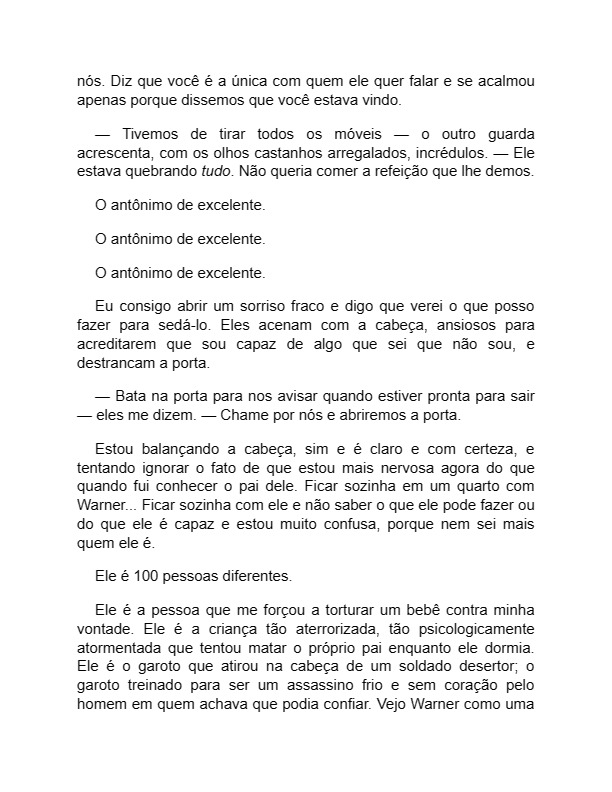 nós. Diz que você é a única com quem ele quer falar e se acalmou
apenas porque dissemos que você estava vindo.
— Tivemos de tirar todos os móveis — o outro guarda
acrescenta, com os olhos castanhos arregalados, incrédulos. — Ele
estava quebrando tudo. Não queria comer a refeição que lhe demos.
O antônimo de excelente.
O antônimo de excelente.
O antônimo de excelente.
Eu consigo abrir um sorriso fraco e digo que verei o que posso
fazer para sedá-lo. Eles acenam com a cabeça, ansiosos para
acreditarem que sou capaz de algo que sei que não sou, e
destrancam a porta.
— Bata na porta para nos avisar quando estiver pronta para sair
— eles me dizem. — Chame por nós e abriremos a porta.
Estou balançando a cabeça, sim e é claro e com certeza, e
tentando ignorar o fato de que estou mais nervosa agora do que
quando fui conhecer o pai dele. Ficar sozinha em um quarto com
Warner... Ficar sozinha com ele e não saber o que ele pode fazer ou
do que ele é capaz e estou muito confusa, porque nem sei mais
quem ele é.
Ele é 100 pessoas diferentes.
Ele é a pessoa que me forçou a torturar um bebê contra minha
vontade. Ele é a criança tão aterrorizada, tão psicologicamente
atormentada que tentou matar o próprio pai enquanto ele dormia.
Ele é o garoto que atirou na cabeça de um soldado desertor; o
garoto treinado para ser um assassino frio e sem coração pelo
homem em quem achava que podia confiar. Vejo Warner como uma